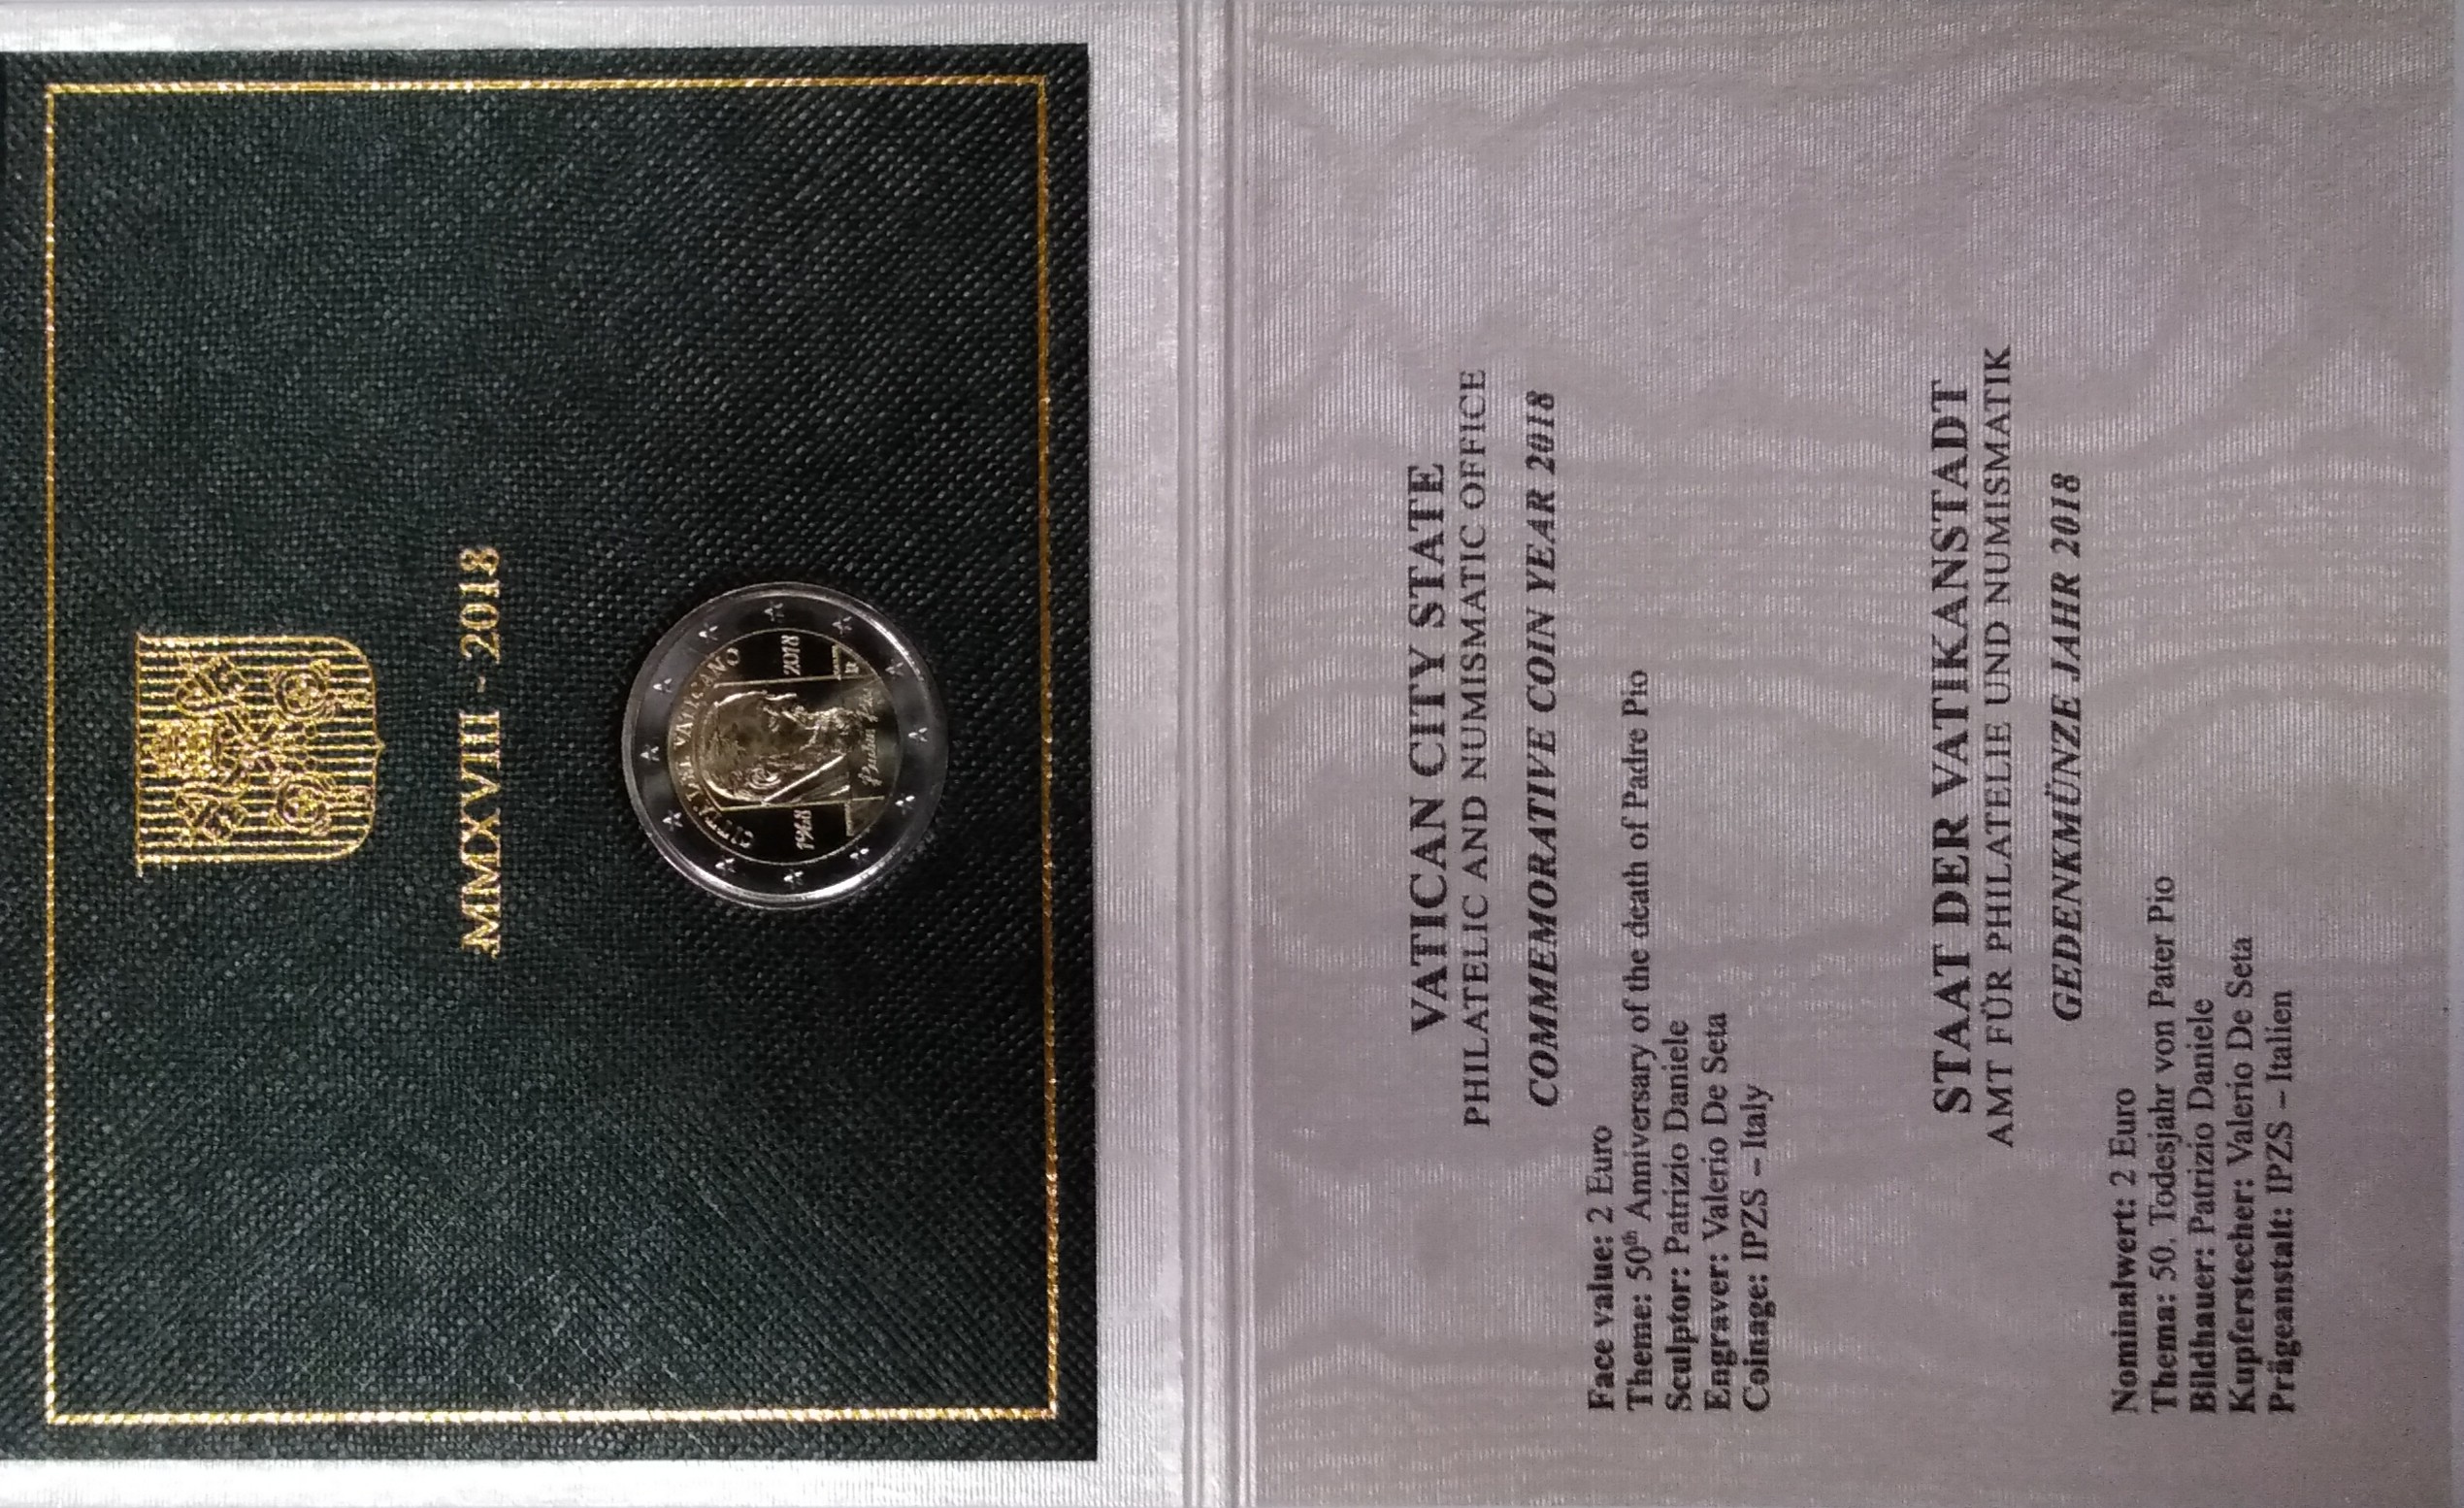 MMXVIII - 2018
CITTÀ DEL VATICANO
1968
2018
R
VATICAN CITY STATE
PHILATELIC AND NUMISMATIC OFFICE
COMMEMORATIVE COIN YEAR 2018
Face value: 2 Euro
Theme: 50th Anniversary of the death of Padre Pio
Sculptor: Patrizio Daniele
Engraver: Valerio De Seta
Coinage: IPZS – Italy
STAAT DER VATIKANSTADT
AMT FÜR PHILATELIE UND NUMISMATIK
GEDENKMÜNZE JAHR 2018
Nominalwert: 2 Euro
Thema: 50. Todesjahr von Pater Pio
Bildhauer: Patrizio Daniele
Kupferstecher: Valerio De Seta
Prägeanstalt: IPZS – Italien